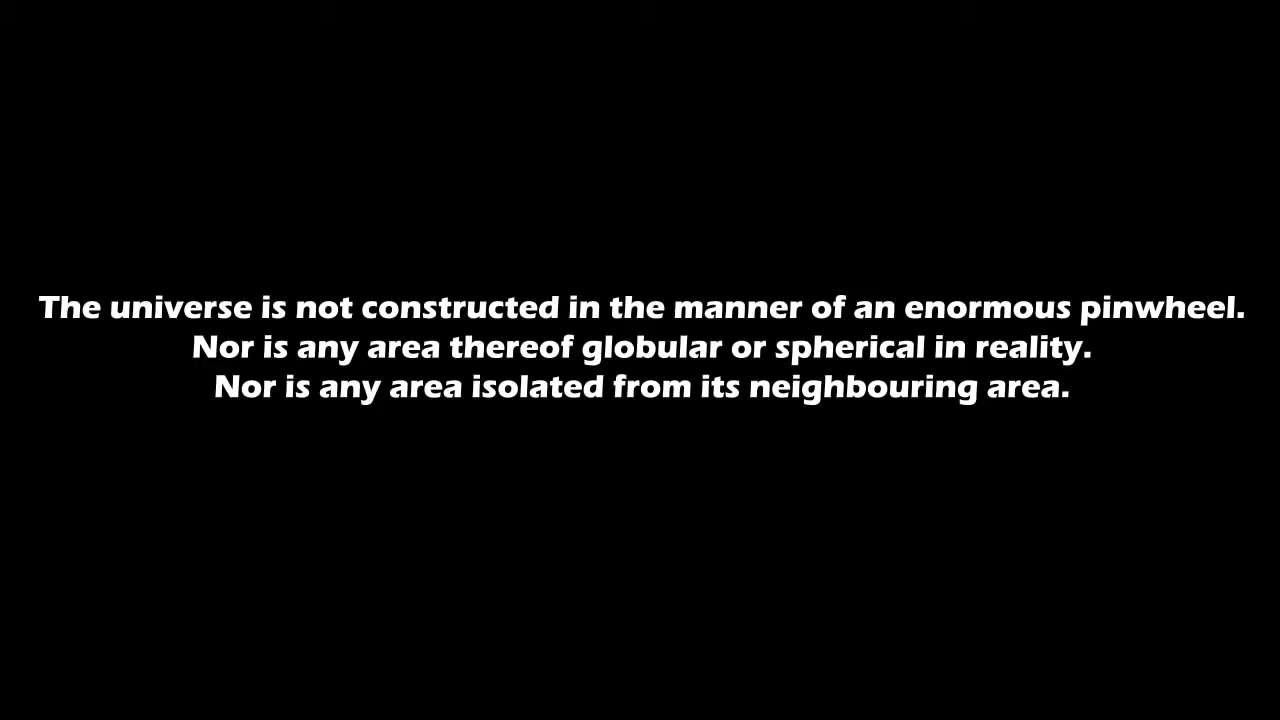 The universe is not constructed in the manner of an enormous pinwheel.
Nor is any area thereof globular or spherical in reality.
Nor is any area isolated from its neighbouring area.